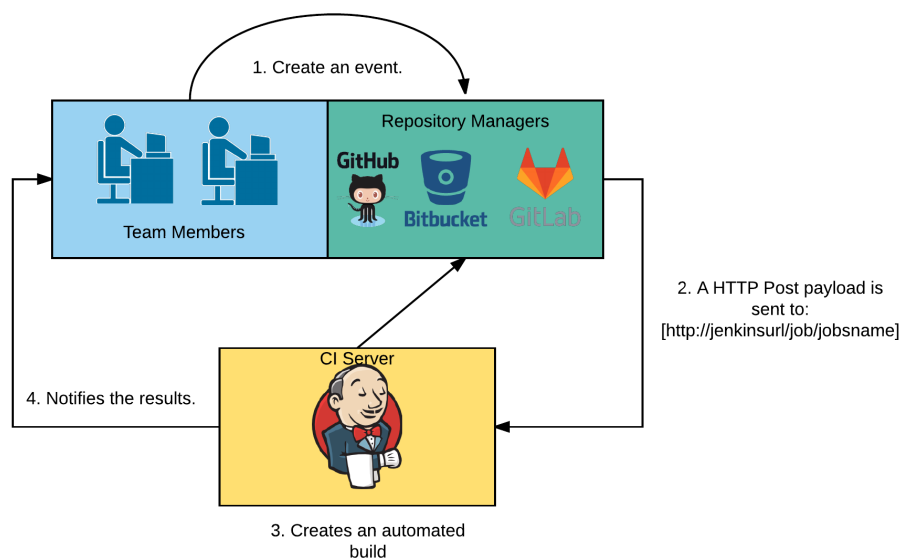 1. Create an event.
Repository Managers
GitHub
Bitbucket
GitLab
Team Members
2. A HTTP Post payload is
sent to:
[http://jenkinsurl/job/jobsname]
CI Server
4. Notifies the results.
3. Creates an automated
build